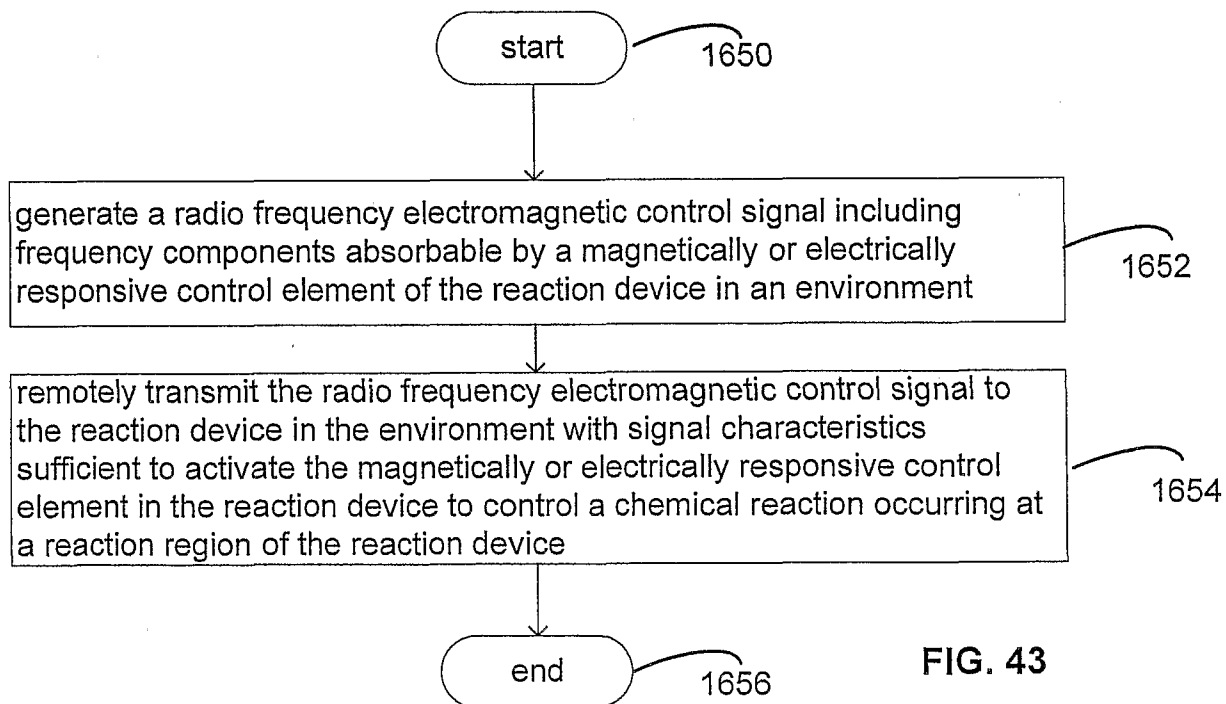 start
1650
generate a radio frequency electromagnetic control signal including
frequency components absorbable by a magnetically or electrically
responsive control element of the reaction device in an environment
1652
remotely transmit the radio frequency electromagnetic control signal to
the reaction device in the environment with signal characteristics
sufficient to activate the magnetically or electrically responsive control
element in the reaction device to control a chemical reaction occurring at
a reaction region of the reaction device
1654
end
1656
FIG. 43